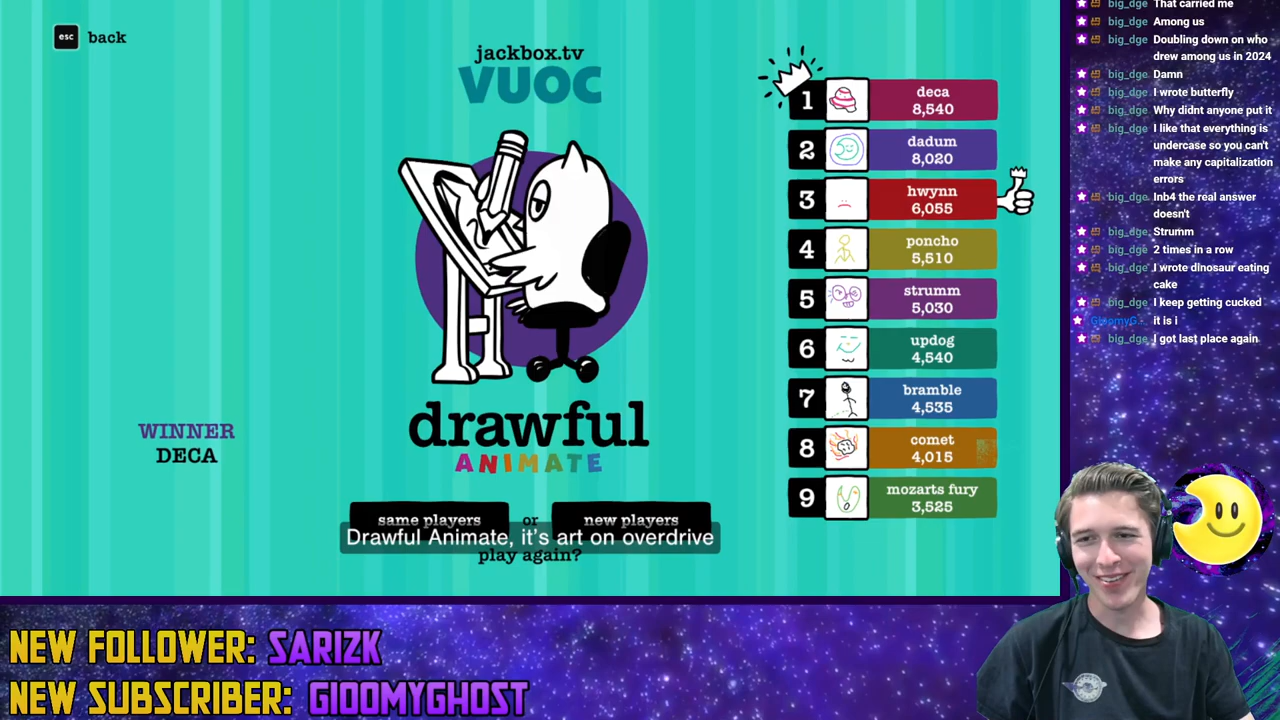 esc back
jackbox.tv
VUOC
1 deca
8,540
2 dadum
8,020
3 hwynn
6,055
4 poncho
5,510
5 strumm
5,030
6 updog
4,540
7 bramble
4,535
8 comet
4,015
9 mozarts fury
3,525
WINNER
DECA
drawful
ANIMATE
same players or new players
Drawful Animate, it's art on overdrive
play again?
big_dge That carried me
big_dge Among us
big_dge Doubling down on who
drew among us in 2024
big_dge Damn
big_dge I wrote butterfly
big_dge Why didnt anyone put it
big_dge I like that everything is
undercase so you can't
make any capitalization
errors
big_dge Inb4 the real answer
doesn't
big_dge Strumm
big_dge 2 times in a row
big_dge I wrote dinosaur eating
cake
big_dge I keep getting cucked
GloomyG... it is i
big_dge I got last place again
NEW FOLLOWER: SARIZK
NEW SUBSCRIBER: GIOOMYGHOST